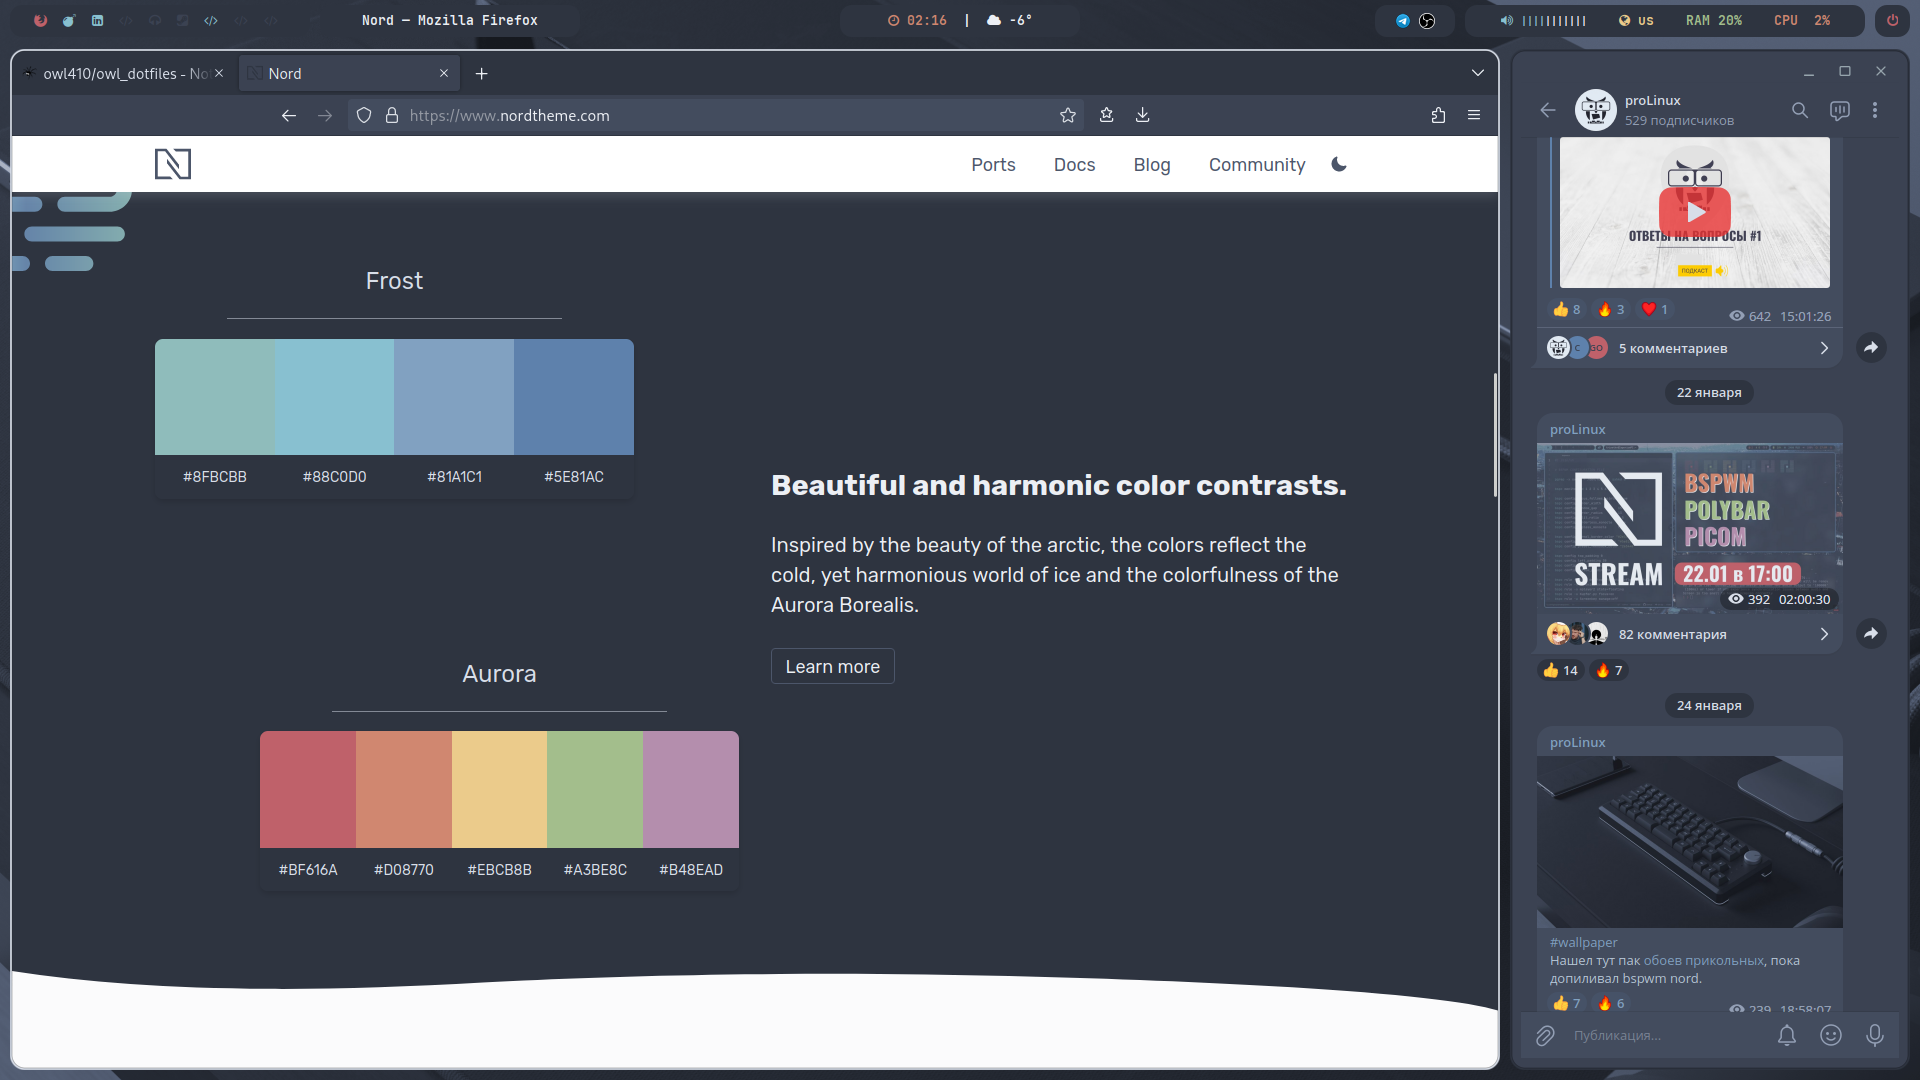 Nord — Mozilla Firefox
02:16 | -6°
us
RAM 20%
CPU 2%
owl410/owl_dotfiles - No
Nord
https://www.nordtheme.com
Ports
Docs
Blog
Community
Frost
#8FBCBB
#88C0D0
#81A1C1
#5E81AC
Beautiful and harmonic color contrasts.
Inspired by the beauty of the arctic, the colors reflect the
cold, yet harmonious world of ice and the colorfulness of the
Aurora Borealis.
Learn more
Aurora
#BF616A
#D08770
#EBCB8B
#A3BE8C
#B48EAD
proLinux
529 подписчиков
ОТВЕТЫ НА ВОПРОСЫ #1
ПОДКАСТ
8
3
1
642 15:01:26
C
GO
5 комментариев
22 января
proLinux
BSPWM
POLYBAR
PICOM
STREAM
22.01 в 17:00
392 02:00:30
82 комментария
14
7
24 января
proLinux
#wallpaper
Нашел тут пак обоев прикольных, пока
допиливал bspwm nord.
7
6
239 18:58:07
Публикация...